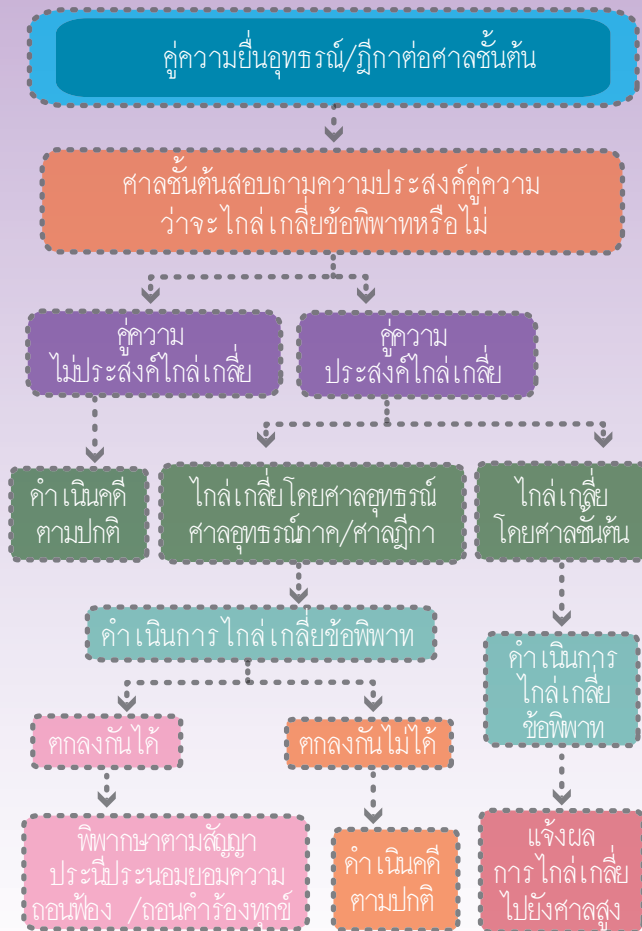 คู่ความยื่นอุทธรณ์/ฎีกาต่อศาลชั้นต้น
ศาลชั้นต้นสอบถามความประสงค์คู่ความ
ว่าจะไกล่เกลี่ยข้อพิพาทหรือไม่
คู่ความ
ไม่ประสงค์ไกล่เกลี่ย
คู่ความ
ประสงค์ไกล่เกลี่ย
ดำเนินคดี
ตามปกติ
ไกล่เกลี่ยโดยศาลอุทธรณ์
ศาลอุทธรณ์ภาค/ศาลฎีกา
ไกล่เกลี่ย
โดยศาลชั้นต้น
ดำเนินการไกล่เกลี่ยข้อพิพาท
ดำเนินการ
ไกล่เกลี่ย
ข้อพิพาท
ตกลงกันได้
ตกลงกันไม่ได้
พิพากษาตามสัญญา
ประนีประนอมยอมความ
ถอนฟ้อง /ถอนคำร้องทุกข์
ดำเนินคดี
ตามปกติ
แจ้งผล
การไกล่เกลี่ย
ไปยังศาลสูง